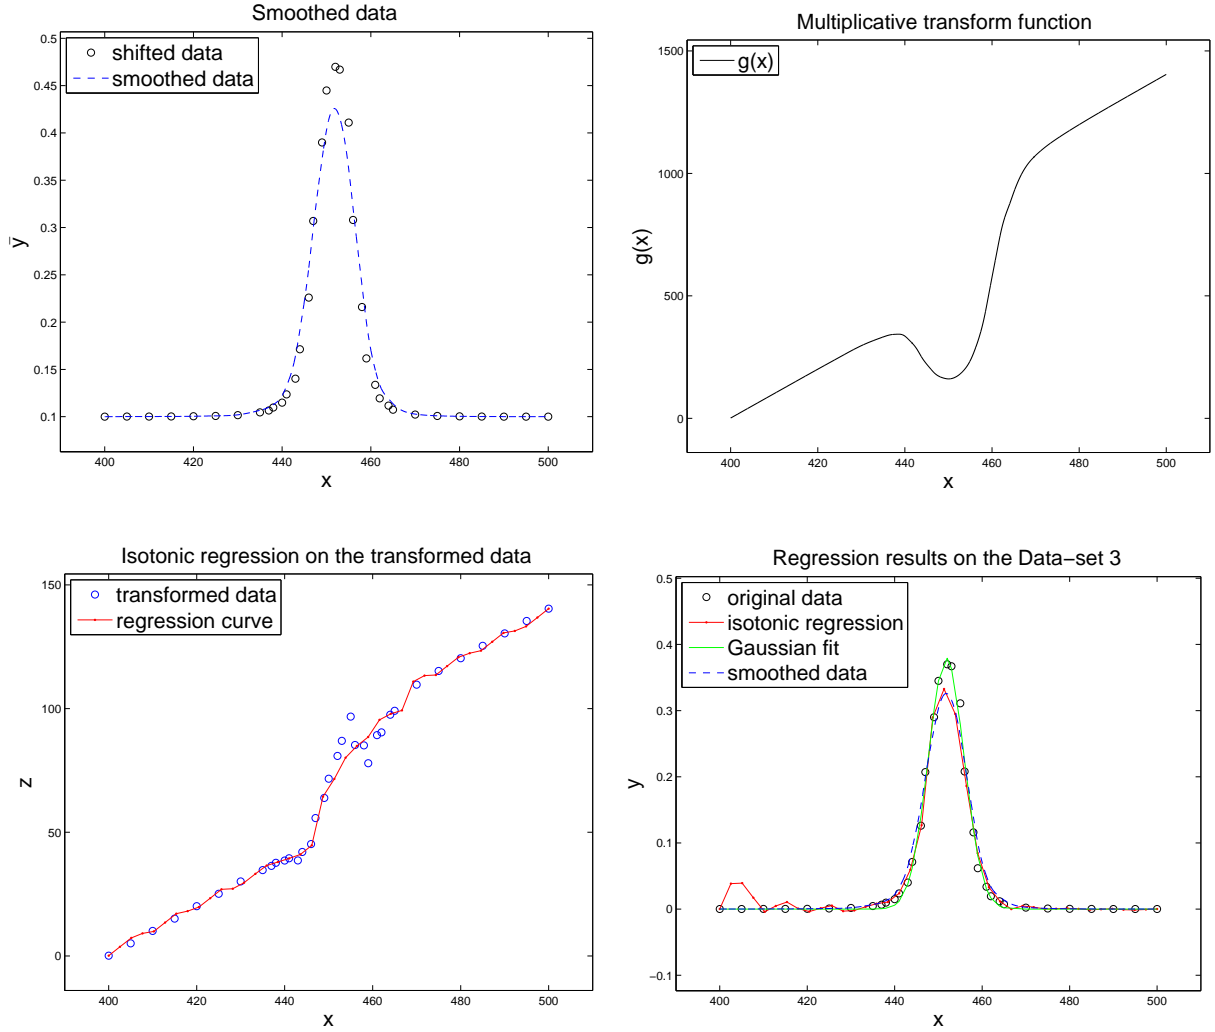 Smoothed data
0.5
0.45
0.4
0.35
0.3
0.25
0.2
0.15
0.1
ȳ
shifted data
smoothed data
400
420
440
460
480
500
x
Multiplicative transform function
1500
1000
500
0
g(x)
g(x)
400
420
440
460
480
500
x
Isotonic regression on the transformed data
150
100
50
0
z
transformed data
regression curve
400
420
440
460
480
500
x
Regression results on the Data−set 3
0.5
0.4
0.3
0.2
0.1
0
−0.1
y
original data
isotonic regression
Gaussian fit
smoothed data
400
420
440
460
480
500
x